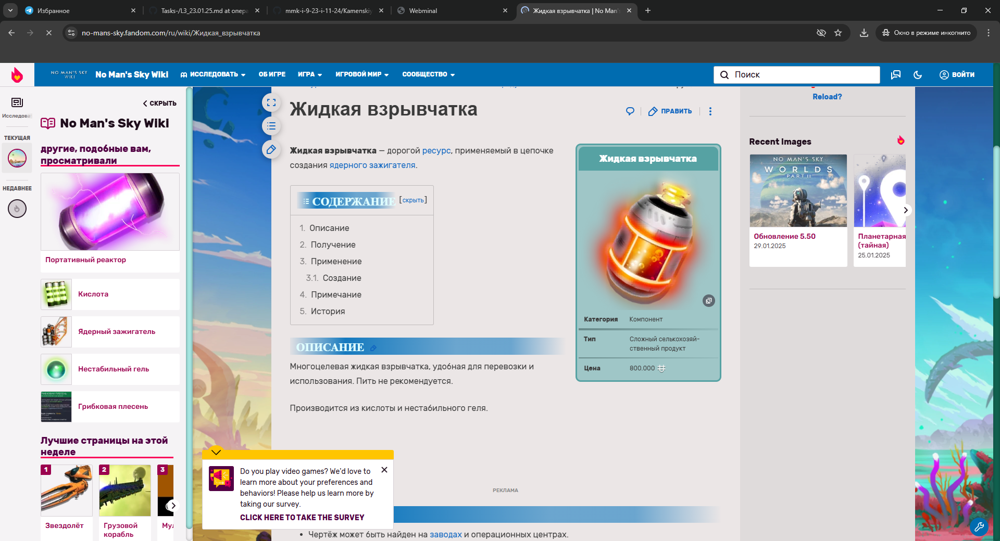 Избранное
Tasks-/L3_23.01.25.md at опера
mmk-i-9-23-i-11-24/Kamenskiy
Webminal
Жидкая взрывчатка | No Man's
no-mans-sky.fandom.com/ru/wiki/Жидкая_взрывчатка
Окно в режиме инкогнито
NO MAN'S SKY
WIKI
No Man's Sky Wiki
ИССЛЕДОВАТЬ
ОБ ИГРЕ
ИГРА
ИГРОВОЙ МИР
СООБЩЕСТВО
Поиск
ВОЙТИ
Исследова
ТЕКУЩАЯ
НЕДАВНЕЕ
СКРЫТЬ
No Man's Sky Wiki
другие, подобные вам,
просматривали
Портативный реактор
Кислота
Ядерный зажигатель
Нестабильный гель
Грибковая плесень
Лучшие страницы на этой
неделе
1
2
3
Звездолёт
Грузовой
корабль
Мул
Жидкая взрывчатка
ПРАВИТЬ
Жидкая взрывчатка — дорогой ресурс, применяемый в цепочке
создания ядерного зажигателя.
СОДЕРЖАНИЕ [скрыть]
1. Описание
2. Получение
3. Применение
3.1. Создание
4. Примечание
5. История
Жидкая взрывчатка
Категория Компонент
Тип Сложный селькохозяй-
ственный продукт
Цена 800.000
ОПИСАНИЕ
Многоцелевая жидкая взрывчатка, удобная для перевозки и
использования. Пить не рекомендуется.
Производится из кислоты и нестабильного геля.
РЕКЛАМА
Чертёж может быть найден на заводах и операционных центрах.
Do you play video games? We'd love to
learn more about your preferences and
behaviors! Please help us learn more by
taking our survey.
CLICK HERE TO TAKE THE SURVEY
Reload?
Recent Images
NO MAN'S SKY
WORLDS
PART II
Обновление 5.50
29.01.2025
Планетарная
(тайная)
25.01.2025